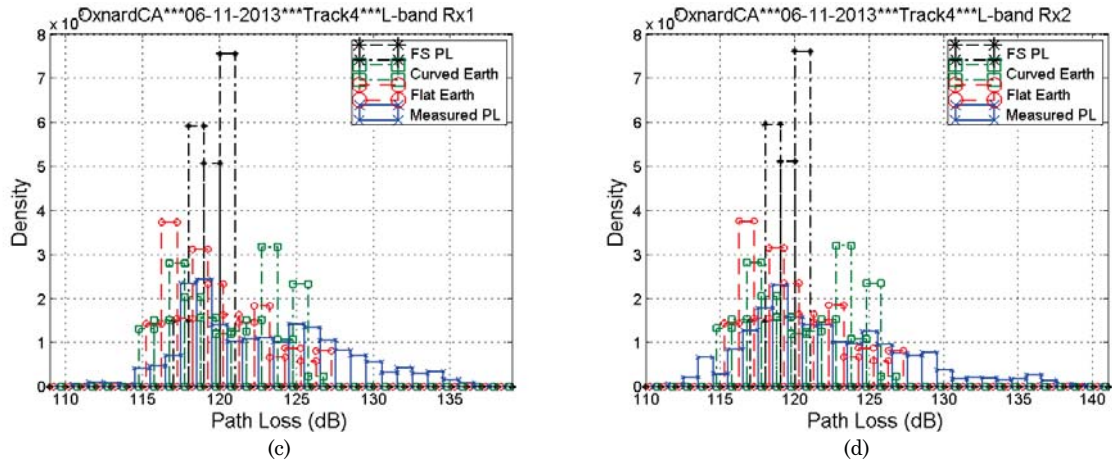 OxnardCA***06-11-2013***Track4***L-band Rx1
8 x 10
FS PL
Curved Earth
Flat Earth
Measured PL
7
6
5
4
3
2
1
0
Density
110 115 120 125 130 135
Path Loss (dB)
(c)
OxnardCA***06-11-2013***Track4***L-band Rx2
8 x 10
FS PL
Curved Earth
Flat Earth
Measured PL
7
6
5
4
3
2
1
0
Density
110 115 120 125 130 135 140
Path Loss (dB)
(d)